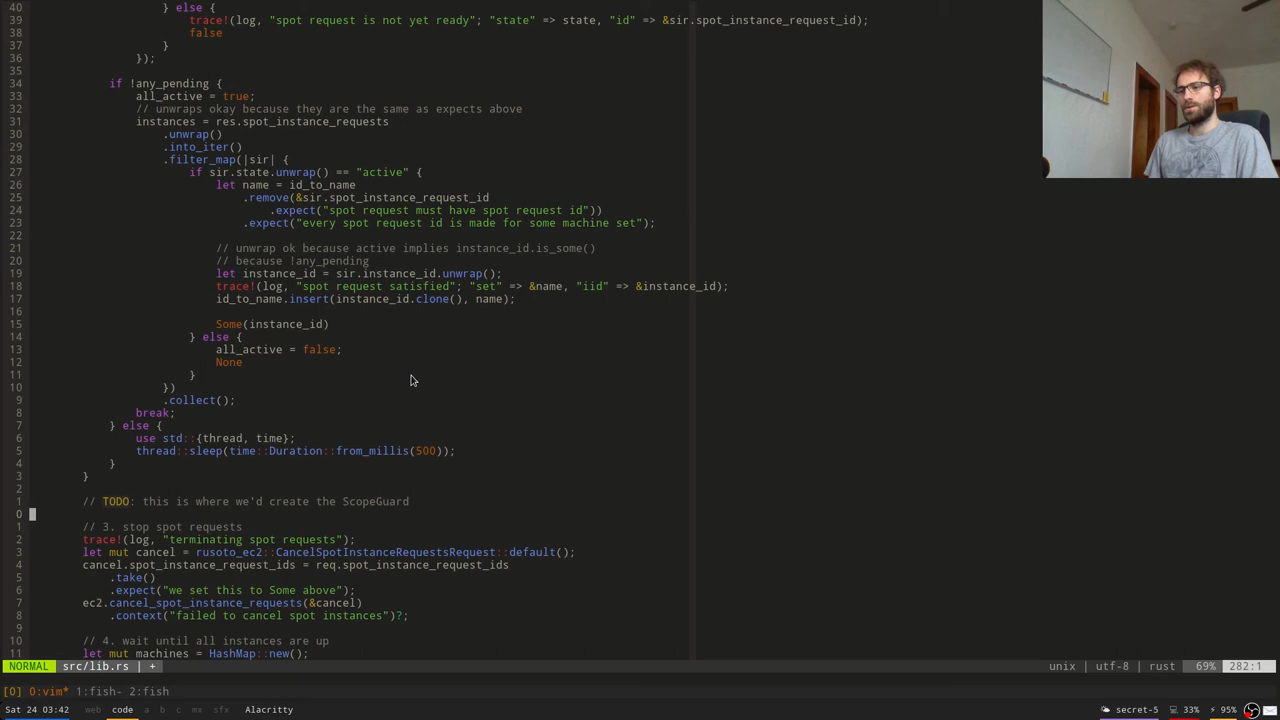 40                     } else {
39                         trace!(log, "spot request is not yet ready"; "state" => state, "id" => &sir.spot_instance_request_id);
38                         false
37                     }
36                 });
35
34             if !any_pending {
33                 all_active = true;
32                 // unwraps okay because they are the same as expects above
31                 instances = res.spot_instance_requests
30                     .unwrap()
29                     .into_iter()
28                     .filter_map(|sir| {
27                         if sir.state.unwrap() == "active" {
26                             let name = id_to_name
25                                 .remove(&sir.spot_instance_request_id
24                                     .expect("spot request must have spot request id"))
23                                 .expect("every spot request id is made for some machine set");
22
21                             // unwrap ok because active implies instance_id.is_some()
20                             // because !any_pending
19                             let instance_id = sir.instance_id.unwrap();
18                             trace!(log, "spot request satisfied"; "set" => &name, "iid" => &instance_id);
17                             id_to_name.insert(instance_id.clone(), name);
16
15                             Some(instance_id)
14                         } else {
13                             all_active = false;
12                             None
11                         }
10                     })
9                     .collect();
8                 break;
7             } else {
6                 use std::{thread, time};
5                 thread::sleep(time::Duration::from_millis(500));
4             }
3         }
2
1         // TODO: this is where we'd create the ScopeGuard
0
1         // 3. stop spot requests
2         trace!(log, "terminating spot requests");
3         let mut cancel = rusoto_ec2::CancelSpotInstanceRequestsRequest::default();
4         cancel.spot_instance_request_ids = req.spot_instance_request_ids
5             .take()
6             .expect("we set this to Some above");
7         ec2.cancel_spot_instance_requests(&cancel)
8             .context("failed to cancel spot instances")?;
9
10         // 4. wait until all instances are up
11         let mut machines = HashMap::new();
NORMAL src/lib.rs | + unix | utf-8 | rust 69% 282:1
[0] 0:vim* 1:fish- 2:fish
Sat 24 03:42 web code a b c mx sfx Alacritty secret-5 33% 95%